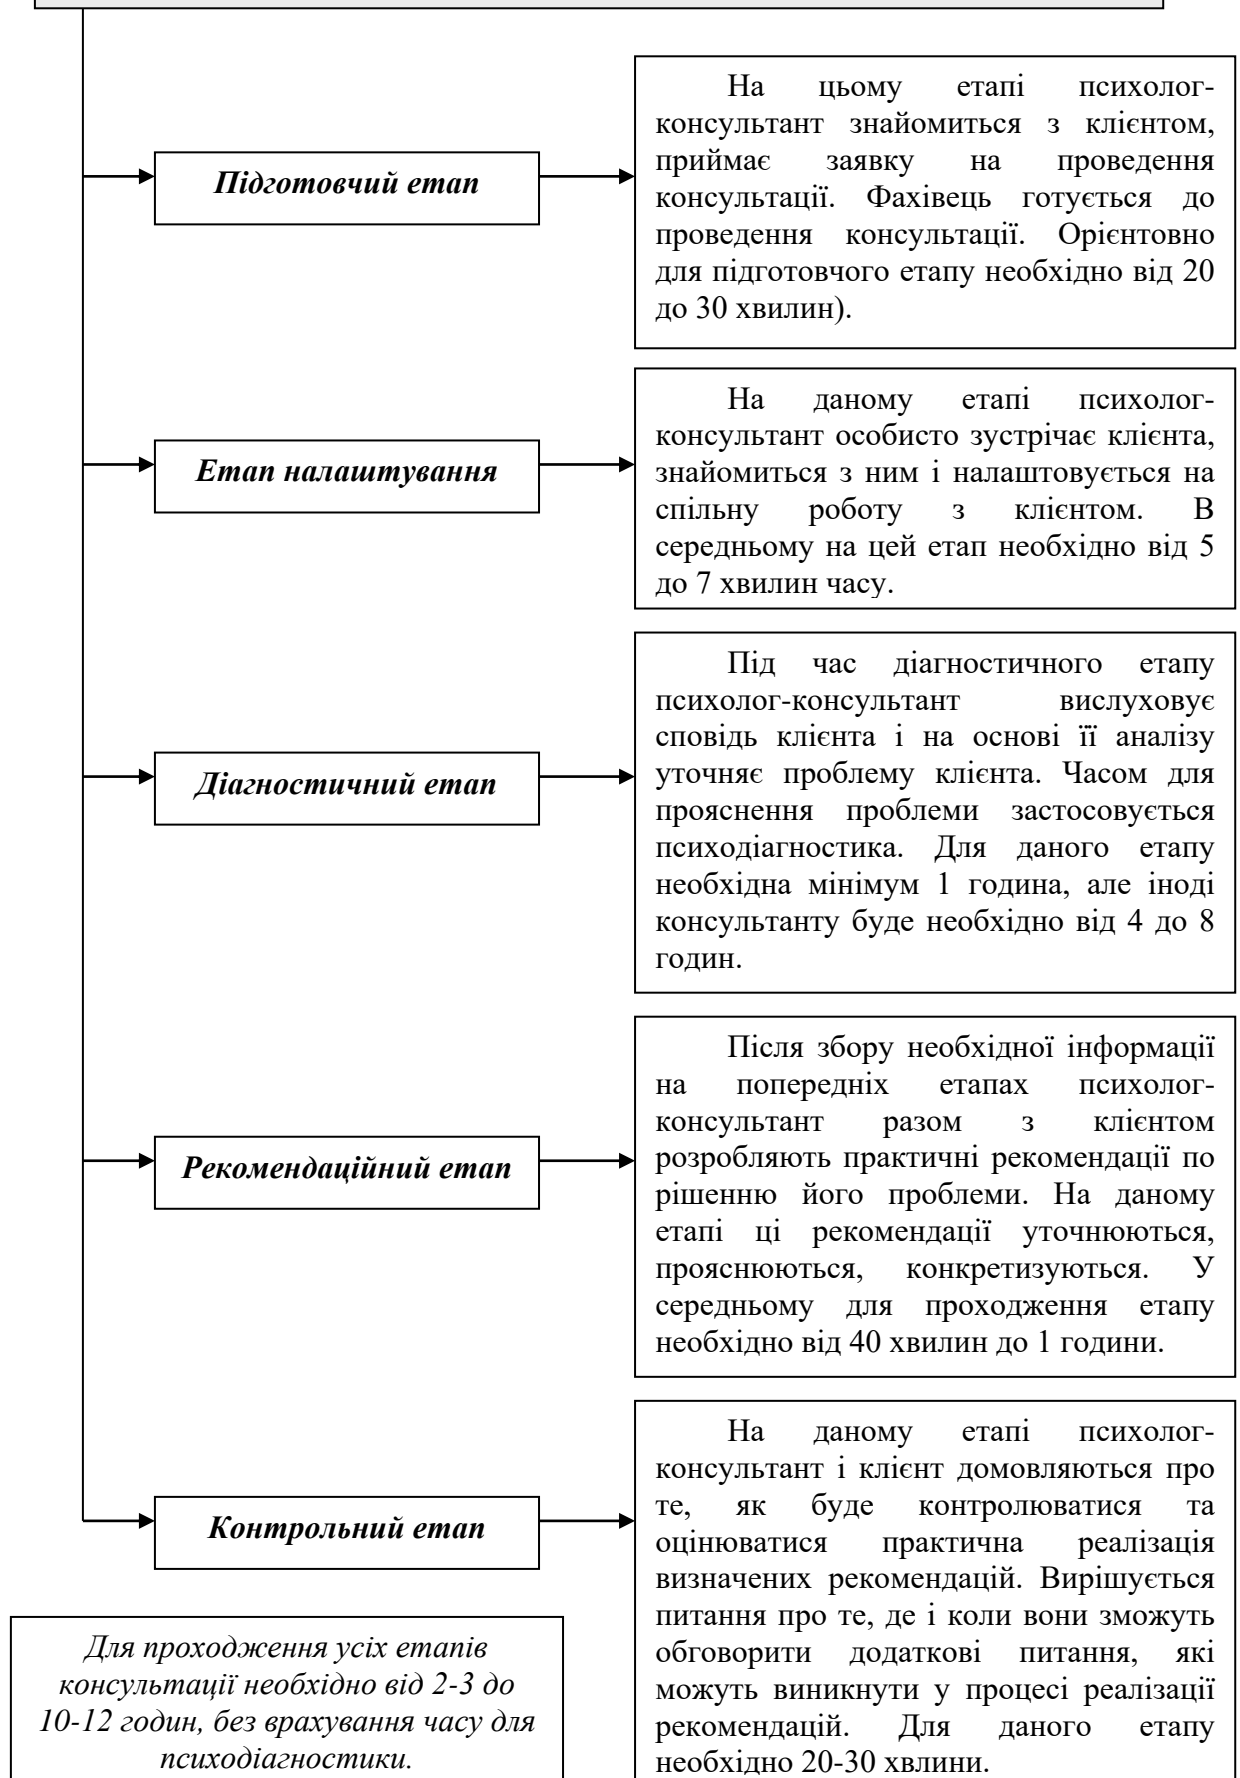 Підготовчий етап
На цьому етапі психолог-
консультант знайомиться з клієнтом,
приймає заявку на проведення
консультації. Фахівець готується до
проведення консультації. Орієнтовно
для підготовчого етапу необхідно від 20
до 30 хвилин).
Етап налаштування
На даному етапі психолог-
консультант особисто зустрічає клієнта,
знайомиться з ним і налаштовується на
спільну роботу з клієнтом. В
середньому на цей етап необхідно від 5
до 7 хвилин часу.
Діагностичний етап
Під час діагностичного етапу
психолог-консультант вислуховує
сповідь клієнта і на основі її аналізу
уточняє проблему клієнта. Часом для
прояснення проблеми застосовується
психодіагностика. Для даного етапу
необхідна мінімум 1 година, але іноді
консультанту буде необхідно від 4 до 8
годин.
Рекомендаційний етап
Після збору необхідної інформації
на попередніх етапах психолог-
консультант разом з клієнтом
розробляють практичні рекомендації по
рішенню його проблеми. На даному
етапі ці рекомендації уточнюються,
прояснюються, конкретизуються. У
середньому для проходження етапу
необхідно від 40 хвилин до 1 години.
Контрольний етап
На даному етапі психолог-
консультант і клієнт домовляються про
те, як буде контролюватися та
оцінюватися практична реалізація
визначених рекомендацій. Вирішується
питання про те, де і коли вони зможуть
обговорити додаткові питання, які
можуть виникнути у процесі реалізації
рекомендацій. Для даного етапу
необхідно 20-30 хвлини.
Для проходження усіх етапів
консультації необхідно від 2-3 до
10-12 годин, без врахування часу для
психодіагностики.